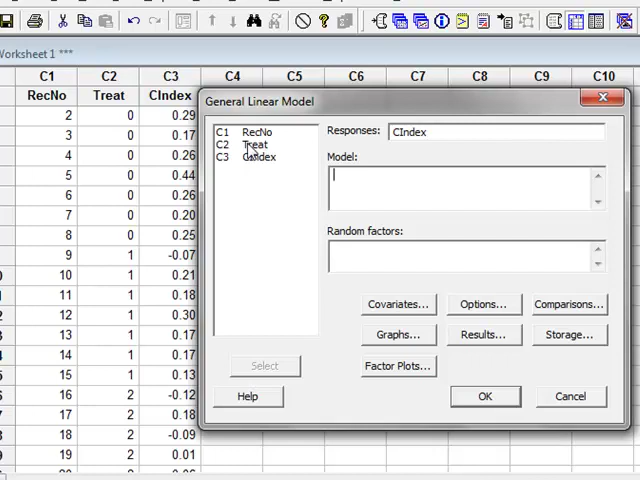 Worksheet 1 ***
C1 C2 C3 C4 C5 C6 C7 C8 C9 C10
RecNo Treat CIndex
2 0 0.29
3 0 0.17
4 0 0.26
5 0 0.44
6 0 0.26
7 0 0.20
8 0 0.25
9 1 -0.07
10 1 0.21
11 1 0.18
12 1 0.30
13 1 0.17
14 1 0.17
15 1 0.13
16 2 -0.12
17 2 0.18
18 2 -0.09
19 2 0.01
General Linear Model
C1 RecNo
C2 Treat
C3 CIndex
Responses: CIndex
Model:
Random factors:
Covariates... Options... Comparisons...
Graphs... Results... Storage...
Select Factor Plots...
Help OK Cancel